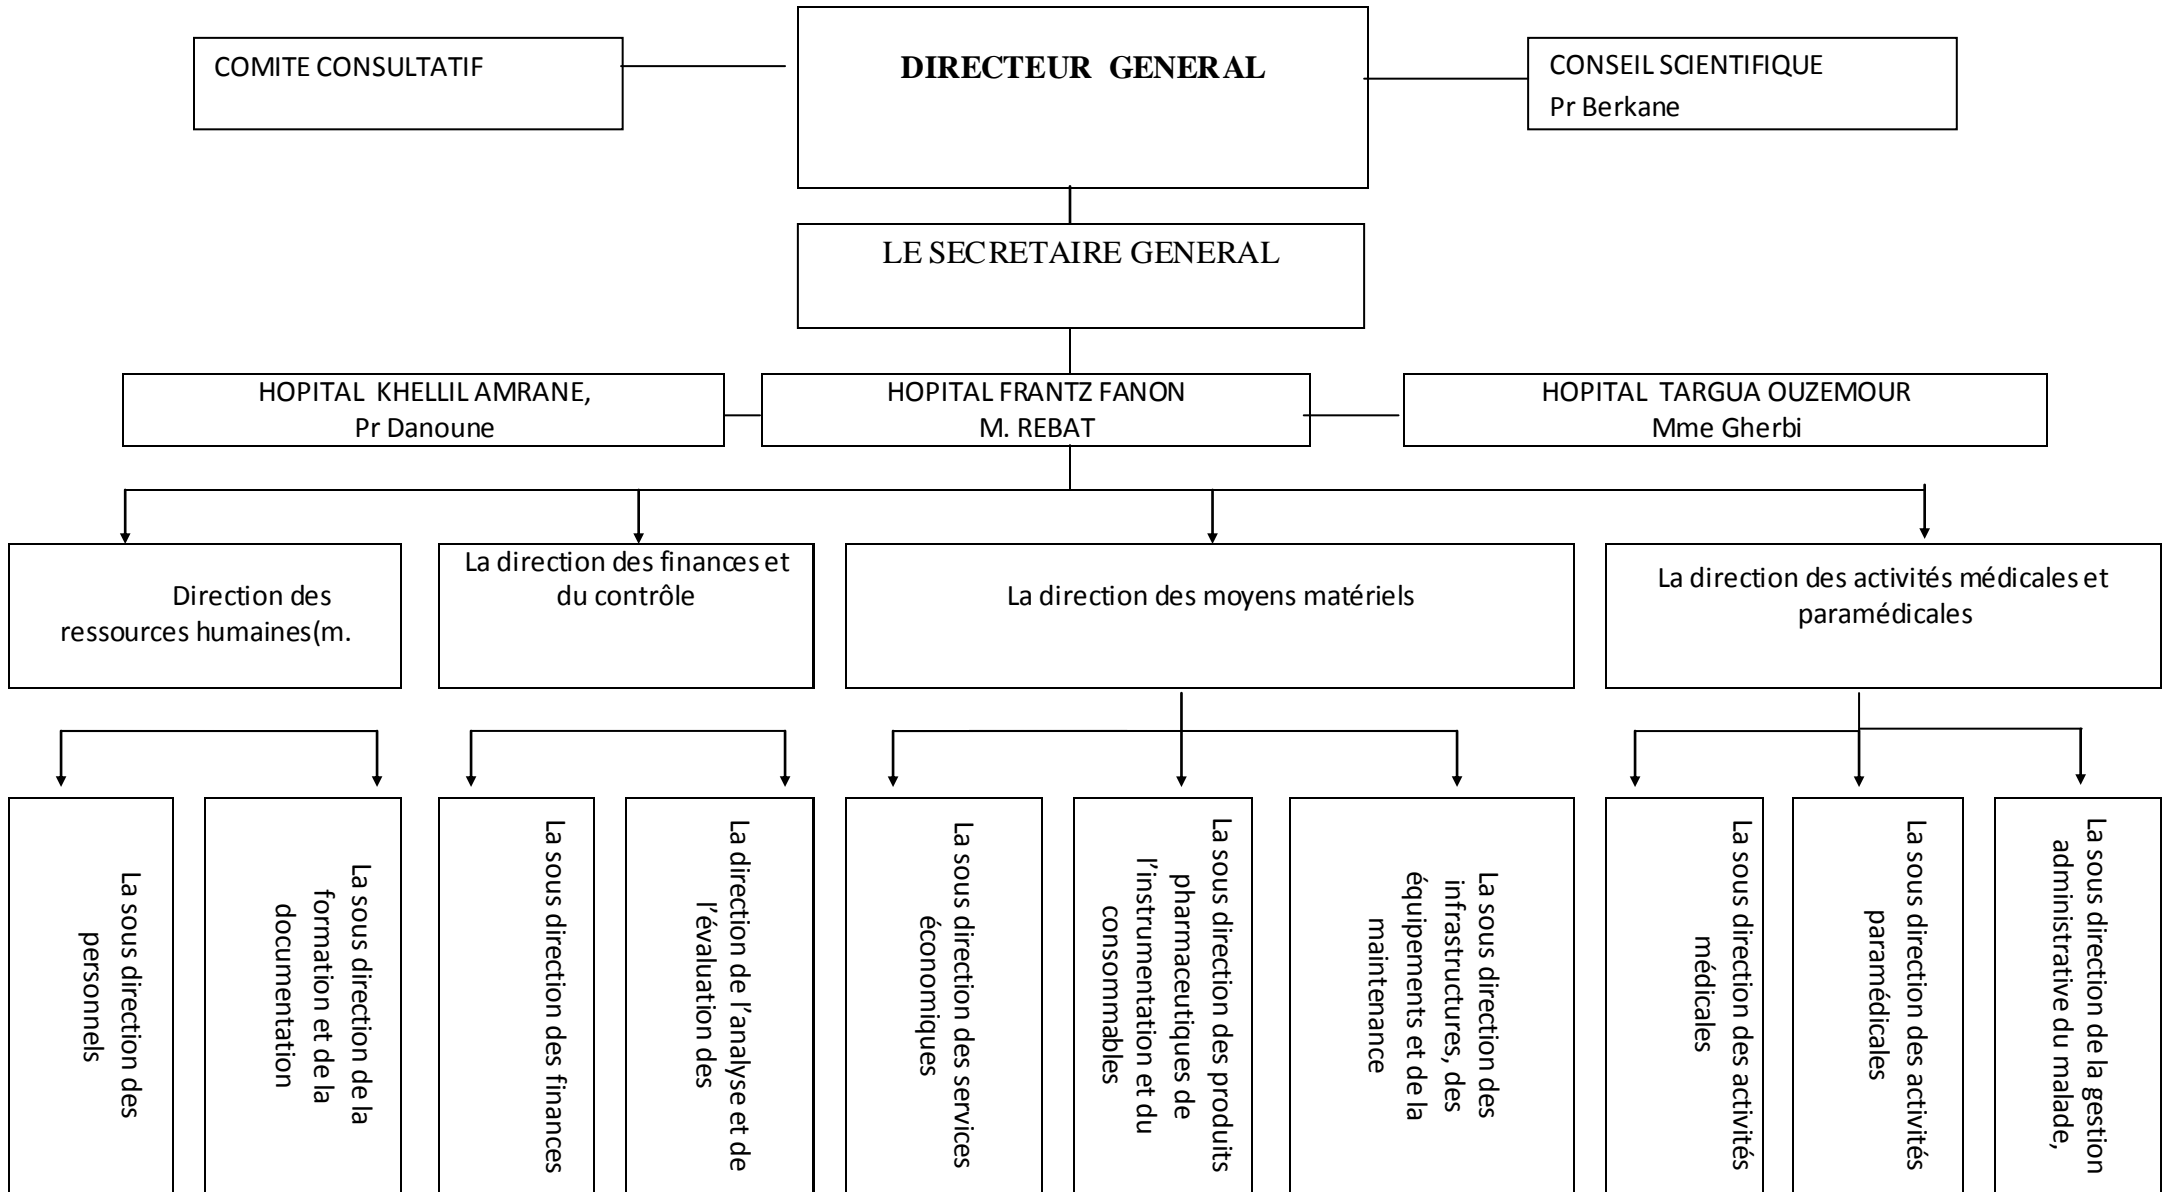 COMITE CONSULTATIF
DIRECTEUR GENERAL
CONSEIL SCIENTIFIQUE
Pr Berkane
LE SECRETAIRE GENERAL
HOPITAL KHELLIL AMRANE,
Pr Danoune
HOPITAL FRANTZ FANON
M. REBAT
HOPITAL TARGUA OUZEMOUR
Mme Gherbi
Direction des
ressources humaines(m.
La direction des finances et
du contrôle
La direction des moyens matériels
La direction des activités médicales et
paramédicales
La sous direction des
personnels
La sous direction de la
formation et de la
documentation
La sous direction des finances
La direction de l'analyse et de
l'évaluation des
La sous direction des services
économiques
La sous direction des produits
pharmaceutiques de
l'instrumentation et du
consommables
La sous direction des
infrastructures, des
équipements et de la
maintenance
La sous direction des activités
médicales
La sous direction des activités
paramédicales
La sous direction de la gestion
administrative du malade,